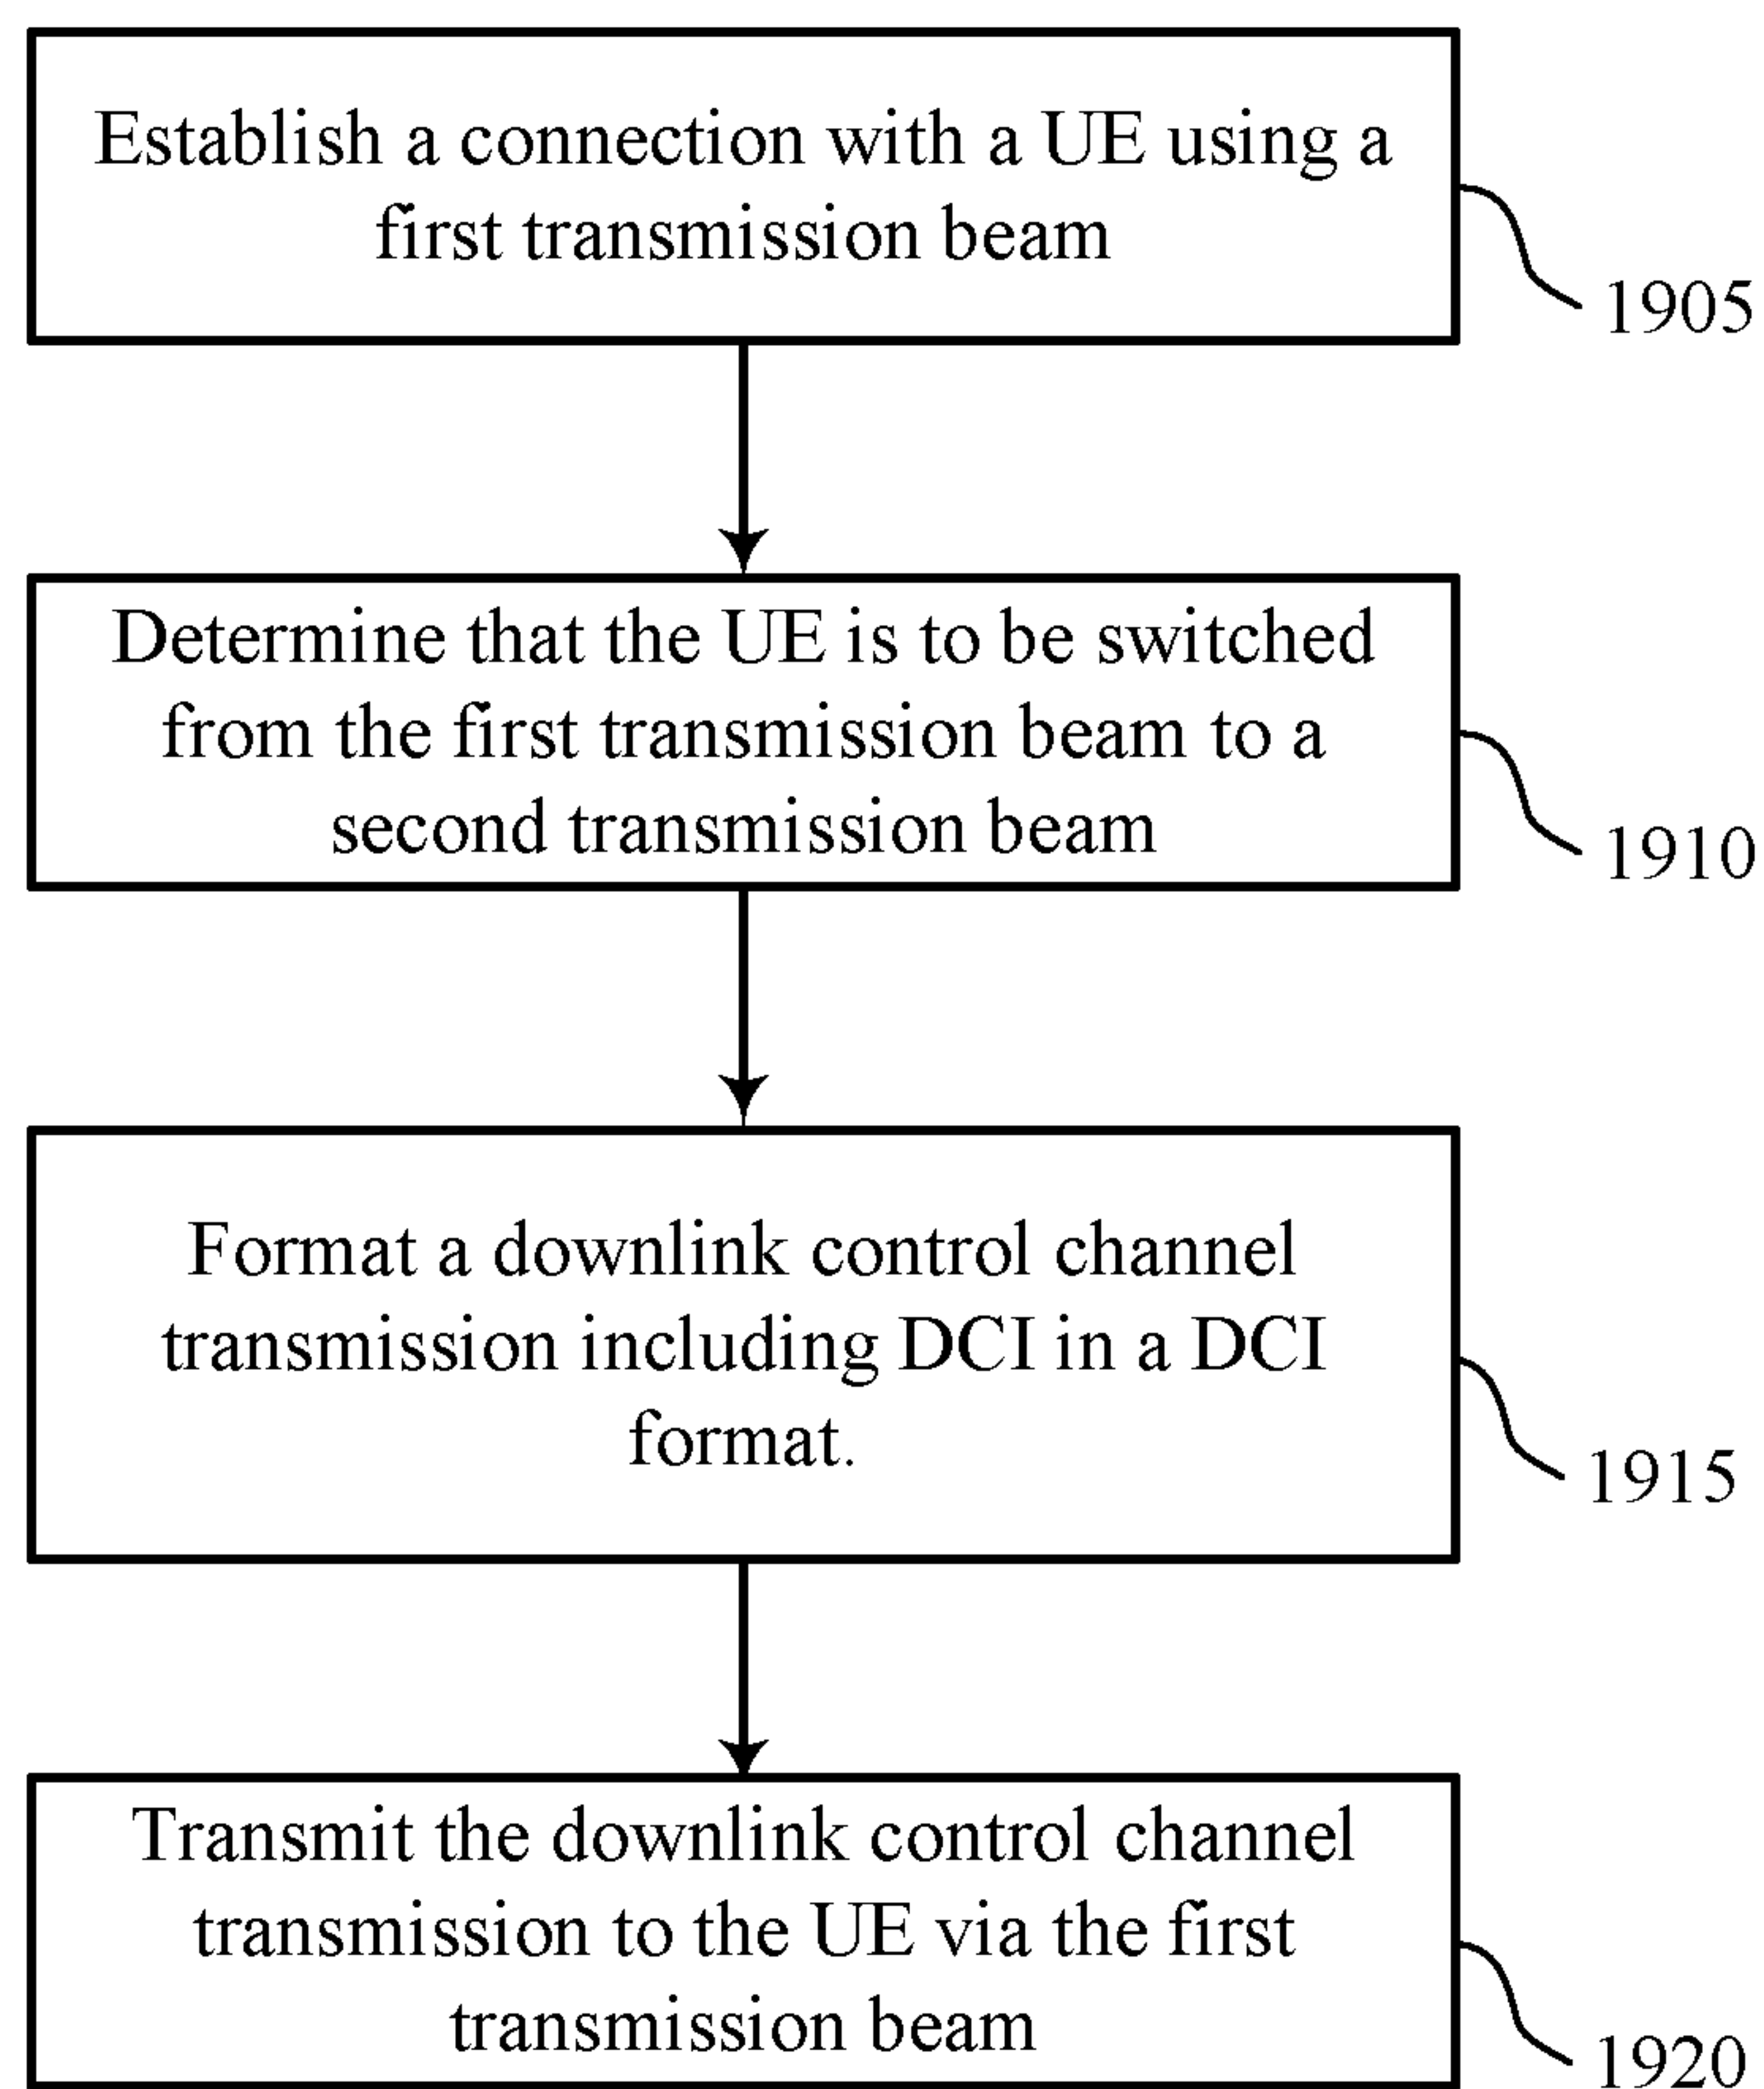 Establish a connection with a UE using a
first transmission beam
1905
Determine that the UE is to be switched
from the first transmission beam to a
second transmission beam
1910
Format a downlink control channel
transmission including DCI in a DCI
format.
1915
Transmit the downlink control channel
transmission to the UE via the first
transmission beam
1920